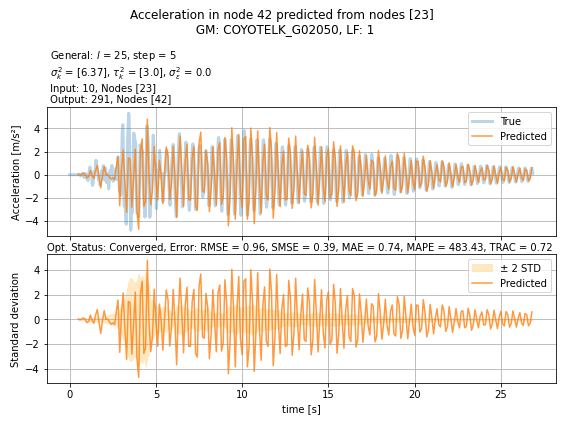 Acceleration in node 42 predicted from nodes [23]
GM: COYOTELK_G02050, LF: 1
General: l = 25, step = 5
σ²ₖ = [6.37], τ²ₖ = [3.0], σ²ε = 0.0
Input: 10, Nodes [23]
Output: 291, Nodes [42]
Acceleration [m/s²]
4
2
0
−2
−4
True
Predicted
Opt. Status: Converged, Error: RMSE = 0.96, SMSE = 0.39, MAE = 0.74, MAPE = 483.43, TRAC = 0.72
Standard deviation
4
2
0
−2
−4
± 2 STD
Predicted
0 5 10 15 20 25
time [s]